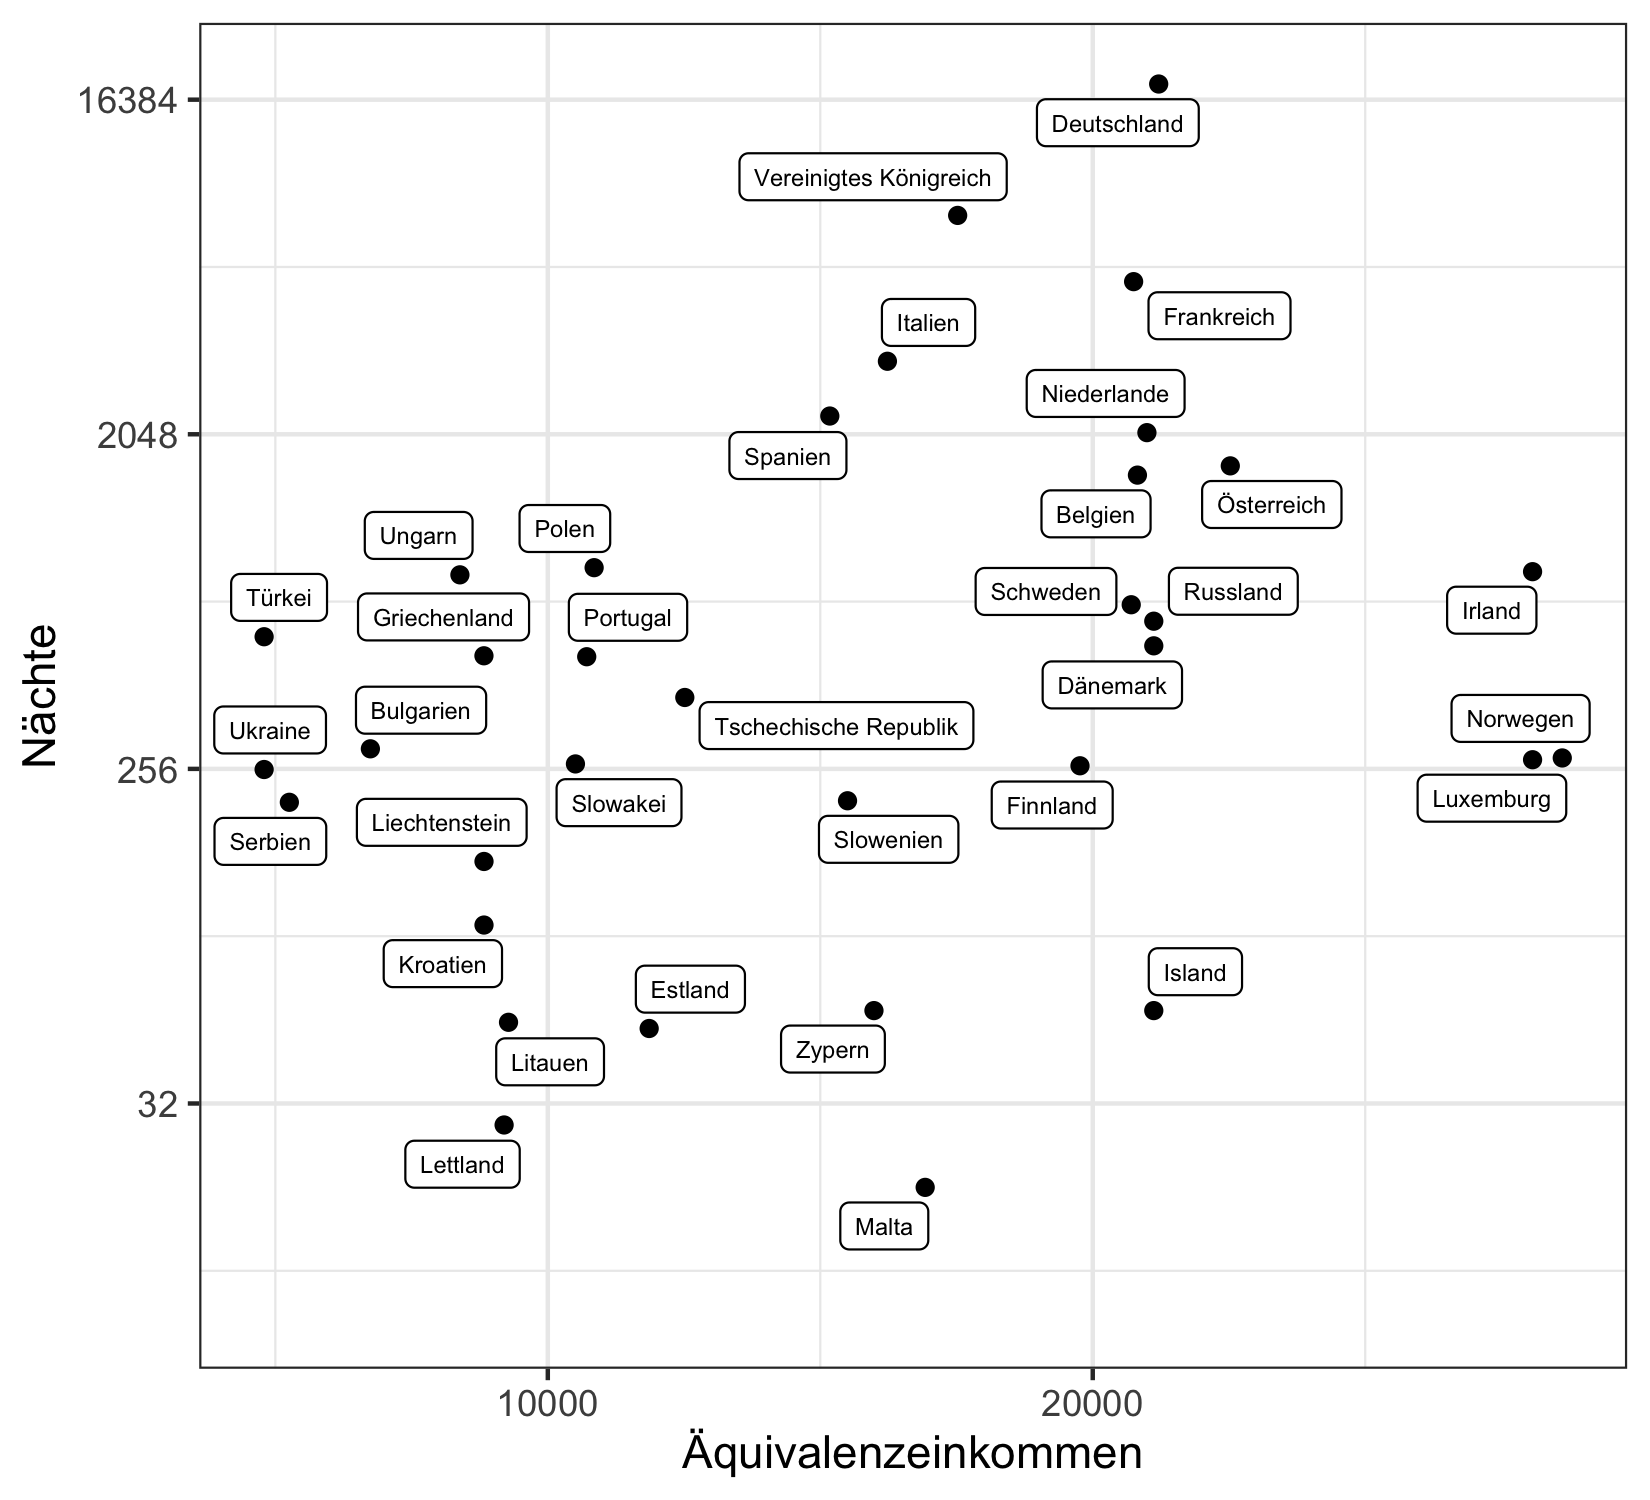 16384
2048
256
32
Nächte
Deutschland
Vereinigtes Königreich
Frankreich
Italien
Niederlande
Spanien
Österreich
Belgien
Polen
Ungarn
Türkei
Schweden
Russland
Irland
Griechenland
Portugal
Dänemark
Bulgarien
Norwegen
Ukraine
Tschechische Republik
Luxemburg
Slowakei
Finnland
Liechtenstein
Serbien
Slowenien
Kroatien
Island
Estland
Zypern
Litauen
Lettland
Malta
10000
20000
Äquivalenzeinkommen